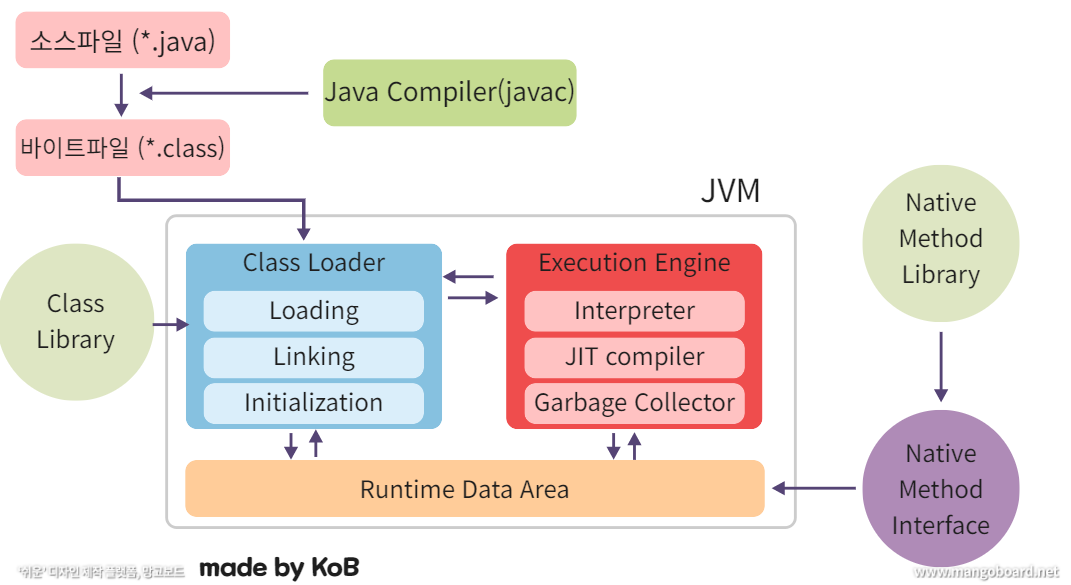 소스파일 (*.java)
Java Compiler(javac)
바이트파일 (*.class)
JVM
Class
Library
Class Loader
Loading
Linking
Initialization
Execution Engine
Interpreter
JIT compiler
Garbage Collector
Runtime Data Area
Native
Method
Library
Native
Method
Interface
'쉬운' 디자인 제작 플랫폼, 망고보드
made by KoB
www.mangoboard.net